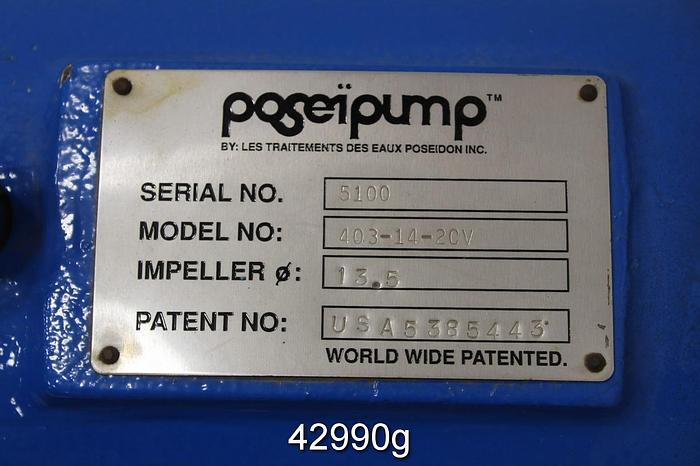 poseïpump™
BY: LES TRAITEMENTS DES EAUX POSEIDON INC.
SERIAL NO. 5100
MODEL NO: 403-14-2CV
IMPELLER ø: 13.5
PATENT NO: USA5385443
WORLD WIDE PATENTED.
42990g